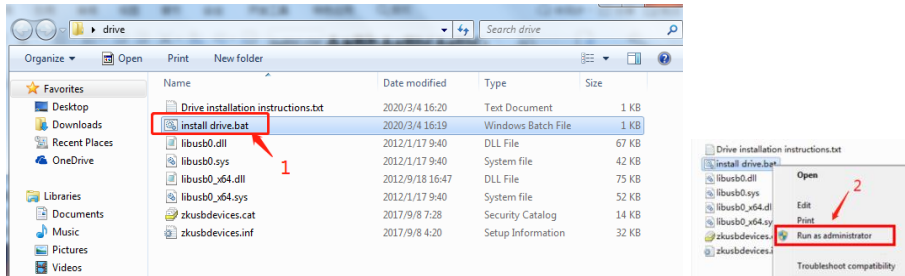 drive
Search drive
Organize
Open
Print
New folder
Name
Date modified
Type
Size
Favorites
Desktop
Downloads
Recent Places
OneDrive
Libraries
Documents
Music
Pictures
Videos
Drive installation instructions.txt 2020/3/4 16:20 Text Document 1 KB
install drive.bat 2020/3/4 16:19 Windows Batch File 1 KB
libusb0.dll 2012/1/17 9:40 DLL File 67 KB
libusb0.sys 2012/1/17 9:40 System file 42 KB
libusb0_x64.dll 2012/9/18 16:47 DLL File 75 KB
libusb0_x64.sys 2012/1/17 9:40 System file 52 KB
zkusbdevices.cat 2017/9/8 7:28 Security Catalog 14 KB
zkusbdevices.inf 2017/9/8 4:20 Setup Information 32 KB
1
Drive installation instructions.txt
install drive.bat
libusb0.dll
libusb0.sys
libusb0_x64.dl
libusb0_x64.sy
zkusbdevices.
zkusbdevices.i
Open
2
Edit
Print
Run as administrator
Troubleshoot compatibility